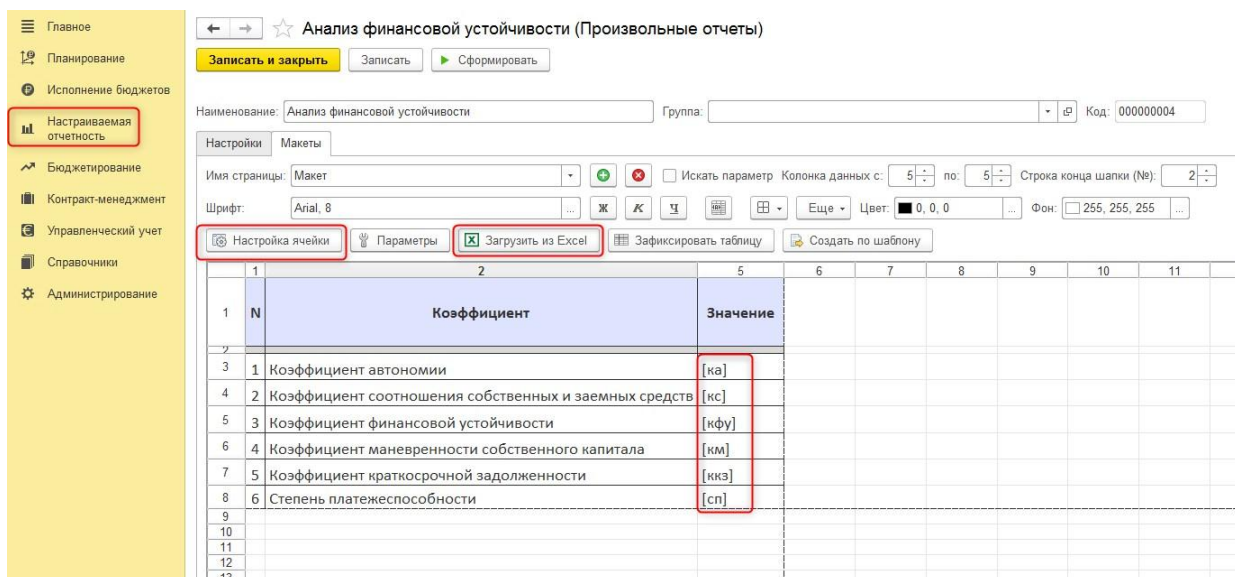 Главное
Планирование
Исполнение бюджетов
Настраиваемая
отчетность
Бюджетирование
Контракт-менеджмент
Управленческий учет
Справочники
Администрирование
Анализ финансовой устойчивости (Произвольные отчеты)
Записать и закрыть Записать Сформировать
Наименование: Анализ финансовой устойчивости Группа: Код: 000000004
Настройки Макеты
Имя страницы: Макет Искать параметр Колонка данных с: 5 по: 5 Строка конца шапки (№): 2
Шрифт: Arial, 8 ... Ж К Ч Еще Цвет: 0, 0, 0 ... Фон: 255, 255, 255 ...
Настройка ячейки Параметры Загрузить из Excel Зафиксировать таблицу Создать по шаблону
1 2 5 6 7 8 9 10 11
1 N Коэффициент Значение
2
3 1 Коэффициент автономии [ка]
4 2 Коэффициент соотношения собственных и заемных средств [кс]
5 3 Коэффициент финансовой устойчивости [кфу]
6 4 Коэффициент маневренности собственного капитала [км]
7 5 Коэффициент краткосрочной задолженности [ккз]
8 6 Степень платежеспособности [сп]
9
10
11
12
13